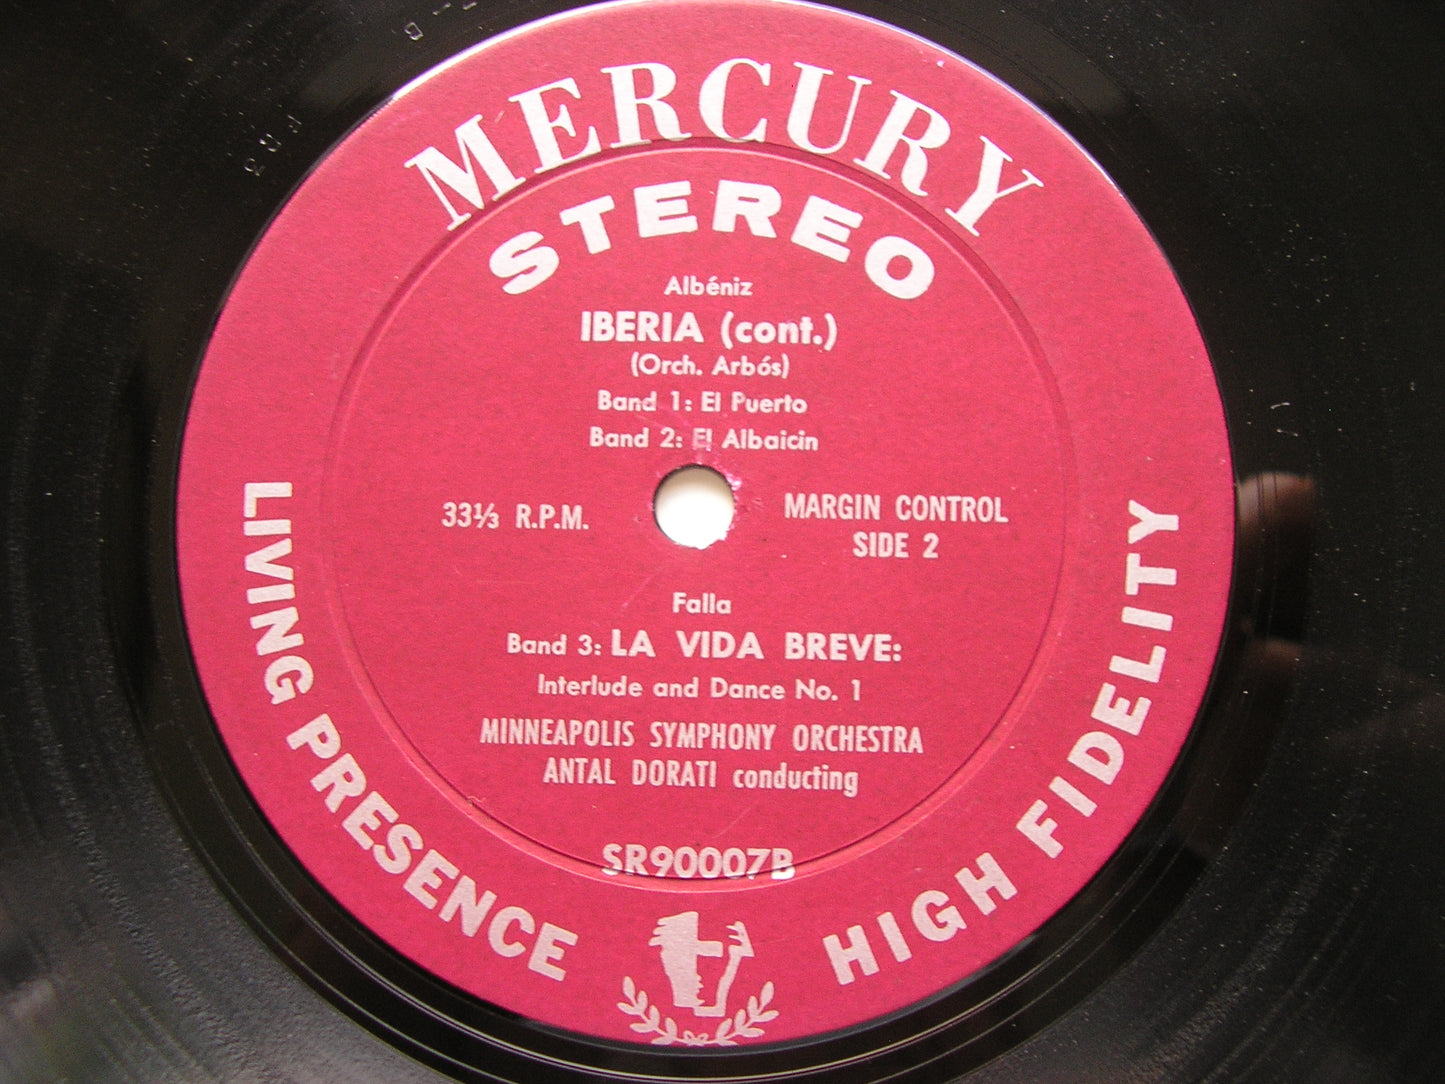 MERCURY
STEREO
Albéniz
IBERIA (cont.)
(Orch. Arbós)
Band 1: El Puerto
Band 2: El Albaicin
33⅓ R.P.M.
MARGIN CONTROL
SIDE 2
Falla
Band 3: LA VIDA BREVE:
Interlude and Dance No. 1
MINNEAPOLIS SYMPHONY ORCHESTRA
ANTAL DORATI conducting
SR90007B
LIVING PRESENCE
HIGH FIDELITY